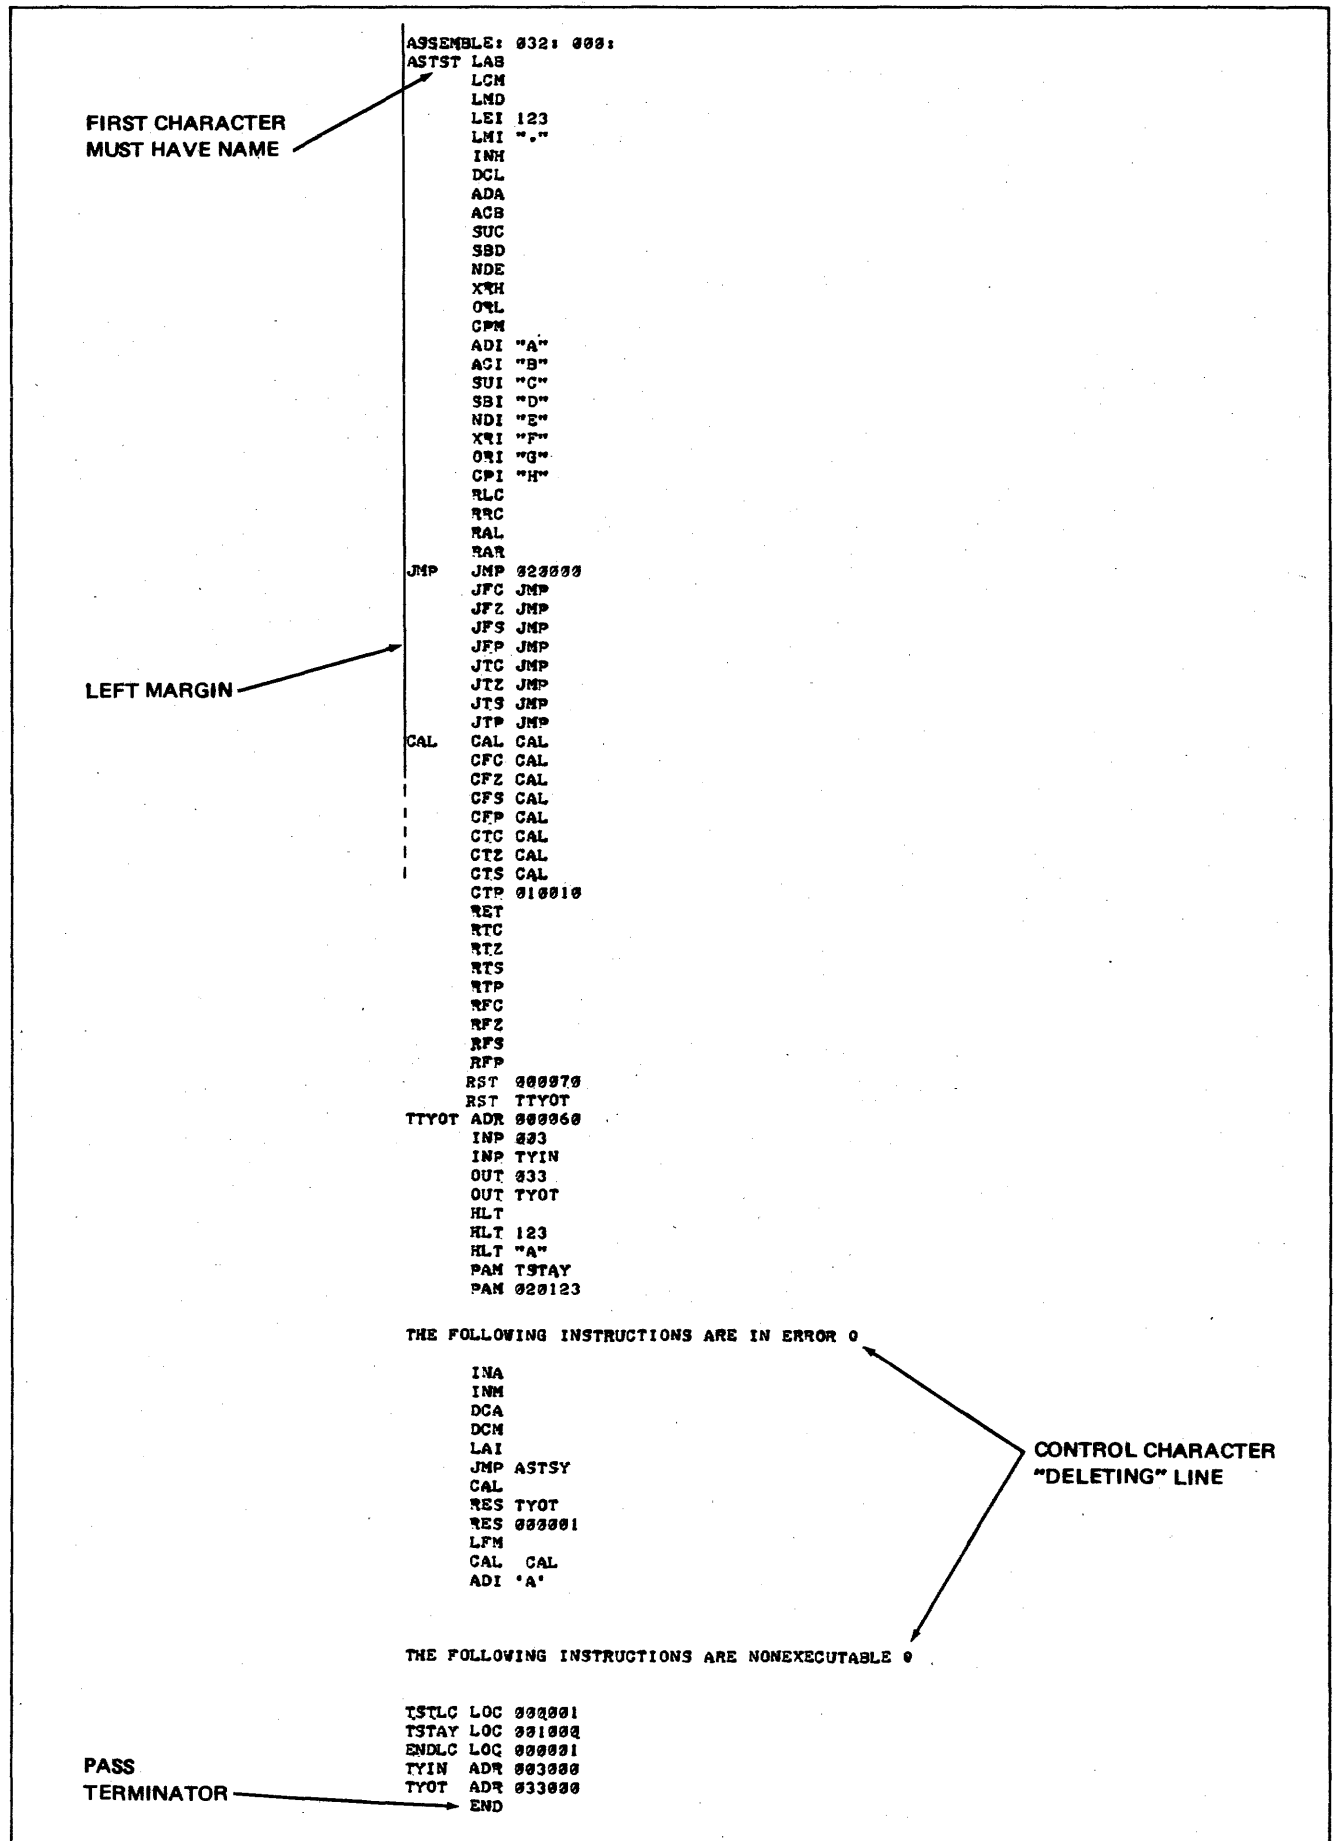 ASSEMBLE: 032: 000:
ASTST LAB
LCM
LMD
FIRST CHARACTER
MUST HAVE NAME
LEI 123
LMI "."
INH
DCL
ADA
ACB
SUC
SBD
NDE
XRH
ORL
CPM
ADI "A"
ACI "B"
SUI "C"
SBI "D"
NDI "E"
XRI "F"
ORI "G"
CPI "H"
RLC
RRC
RAL
RAR
JMP JMP 020000
JFC JMP
JFZ JMP
JFS JMP
JFP JMP
JTC JMP
LEFT MARGIN
JTZ JMP
JTS JMP
JTP JMP
CAL CAL CAL
CFC CAL
CFZ CAL
CFS CAL
CFP CAL
CTC CAL
CTZ CAL
CTS CAL
CTP 010010
RET
RTC
RTZ
RTS
RTP
RFC
RFZ
RFS
RFP
RST 000070
RST TTYOT
TTYOT ADR 000060
INP 003
INP TYIN
OUT 033
OUT TYOT
HLT
HLT 123
HLT "A"
PAM TSTAY
PAM 020123
THE FOLLOWING INSTRUCTIONS ARE IN ERROR @
INA
INM
DCA
DCM
LAI
JMP ASTSY
CAL
RES TYOT
RES 000001
LFM
CAL CAL
ADI 'A'
CONTROL CHARACTER
"DELETING" LINE
THE FOLLOWING INSTRUCTIONS ARE NONEXECUTABLE @
TSTLC LOC 000001
TSTAY LOC 001000
ENDLC LOC 000001
TYIN ADR 003000
TYOT ADR 033000
PASS
TERMINATOR
END